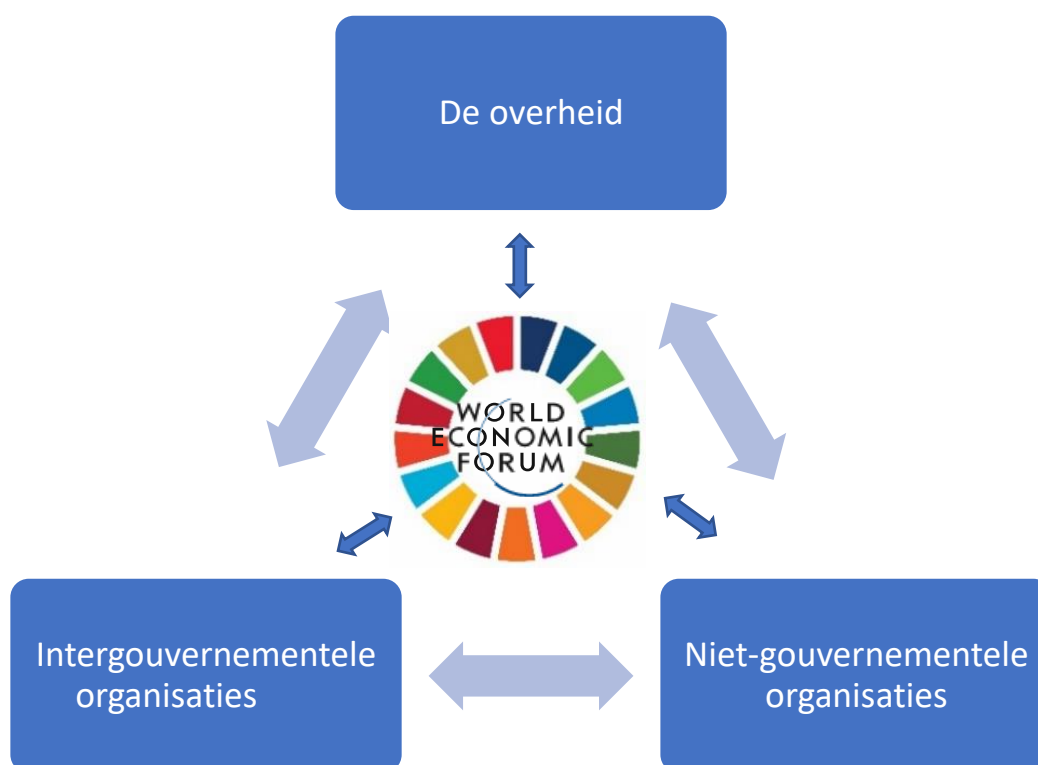 De overheid
WORLD
ECONOMIC
FORUM
Intergouvernementele
organisaties
Niet-gouvernementele
organisaties